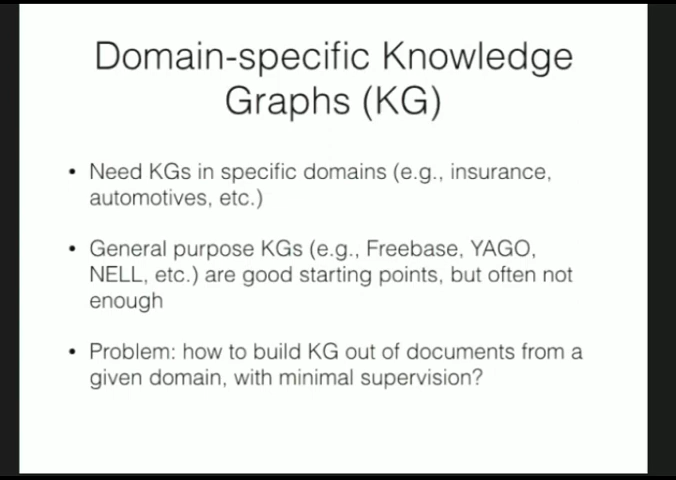 Domain-specific Knowledge
Graphs (KG)
• Need KGs in specific domains (e.g., insurance,
automotives, etc.)
• General purpose KGs (e.g., Freebase, YAGO,
NELL, etc.) are good starting points, but often not
enough
• Problem: how to build KG out of documents from a
given domain, with minimal supervision?